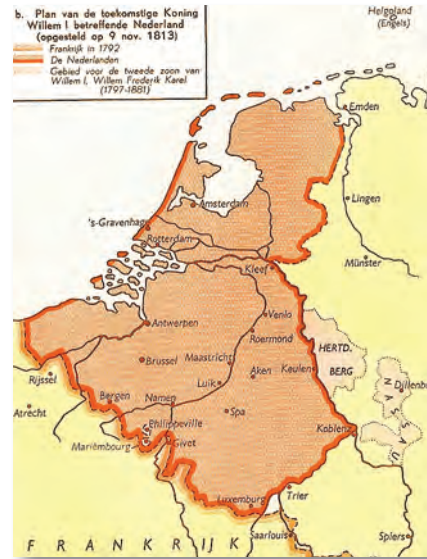 b. Plan van de toekomstige Koning
Willem I betreffende Nederland
(opgesteld op 9 nov. 1813)
Frankrijk in 1792
De Nederlanden
Gebied voor de tweede zoon van
Willem I, Willem Frederik Karel
(1797-1881)
Helgoland
(Engels)
Emden
Lingen
Amsterdam
's-Gravenhage
Rotterdam
Münster
Kleef
Antwerpen
Venlo
Roermond
HERTD.
BERG
Brussel
Maastricht
Rijssel
Luik
Aken
Keulen
NASSAU
Dillenb
Atrecht
Bergen
Namen
Spa
Philippeville
Koblenz
Mariëmbourg
Givet
Luxemburg
Trier
FRANKRIJK
Saarlouis
Spiers